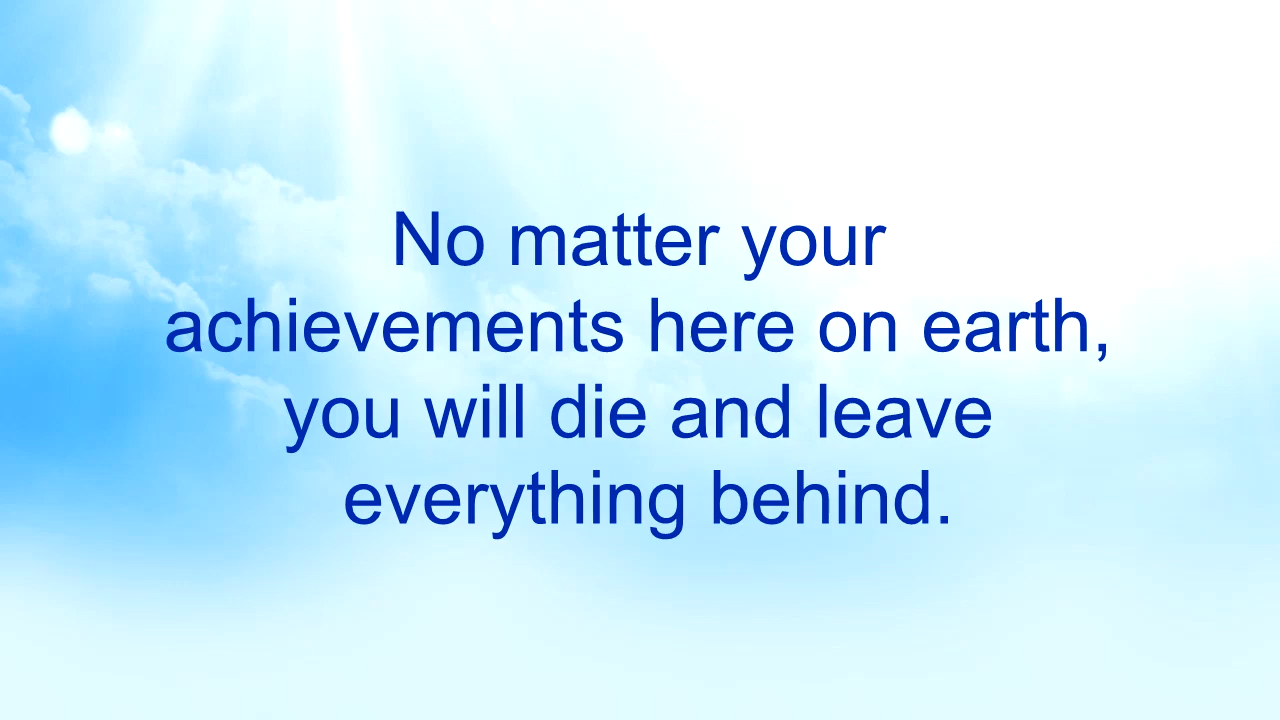 No matter your
achievements here on earth,
you will die and leave
everything behind.